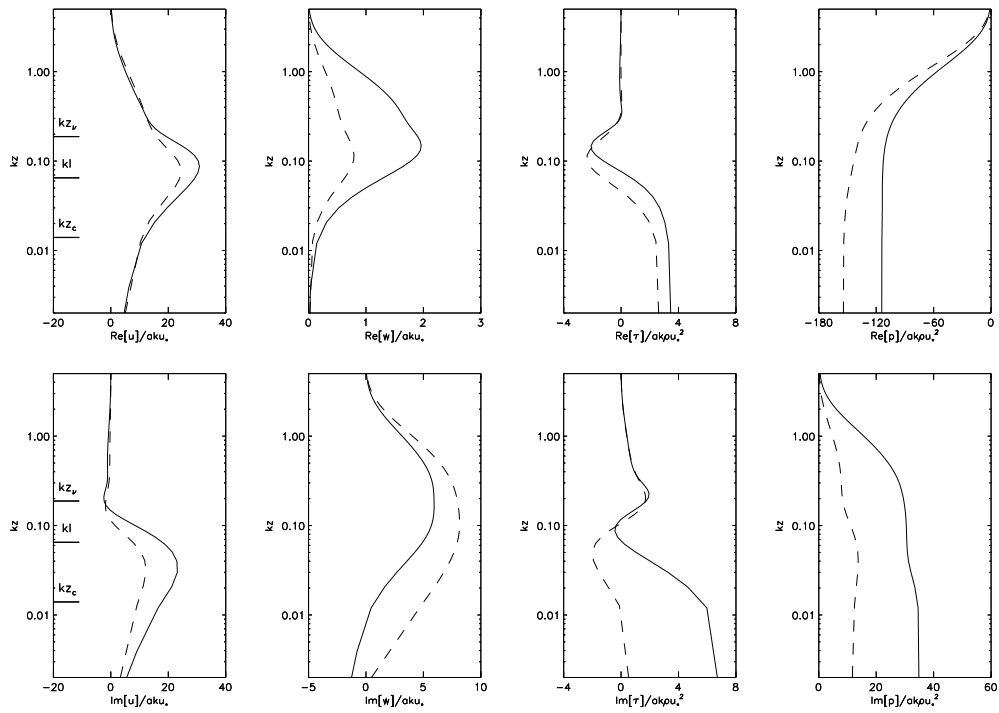 1.00
0.10
0.01
kz
kzν
kl
kzc
-20 0 20 40
Re[u]/aku*
1.00
0.10
0.01
kz
0 1 2 3
Re[w]/aku*
1.00
0.10
0.01
kz
-4 0 4 8
Re[τ]/akρu*²
1.00
0.10
0.01
kz
-180 -120 -60 0
Re[p]/akρu*²
1.00
0.10
0.01
kz
kzν
kl
kzc
-20 0 20 40
Im[u]/aku*
1.00
0.10
0.01
kz
-5 0 5 10
Im[w]/aku*
1.00
0.10
0.01
kz
-4 0 4 8
Im[τ]/akρu*²
1.00
0.10
0.01
kz
0 20 40 60
Im[p]/akρu*²